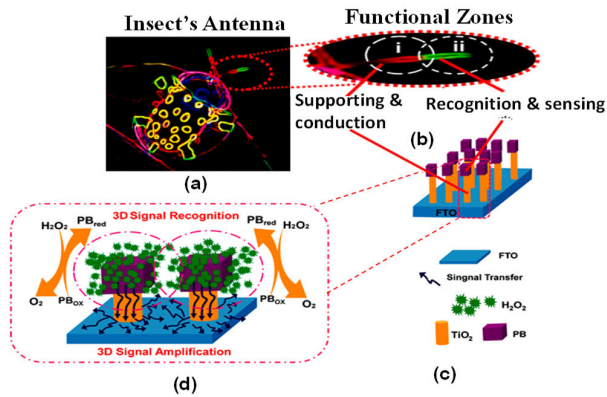 Insect's Antenna
Functional Zones
i
ii
Supporting &
conduction
Recognition & sensing
(a)
(b)
FTO
3D Signal Recognition
H2O2
PBred
PBred
H2O2
O2
PBOX
PBOX
O2
3D Signal Amplification
(d)
FTO
Singnal Transfer
H2O2
TiO2
PB
(c)